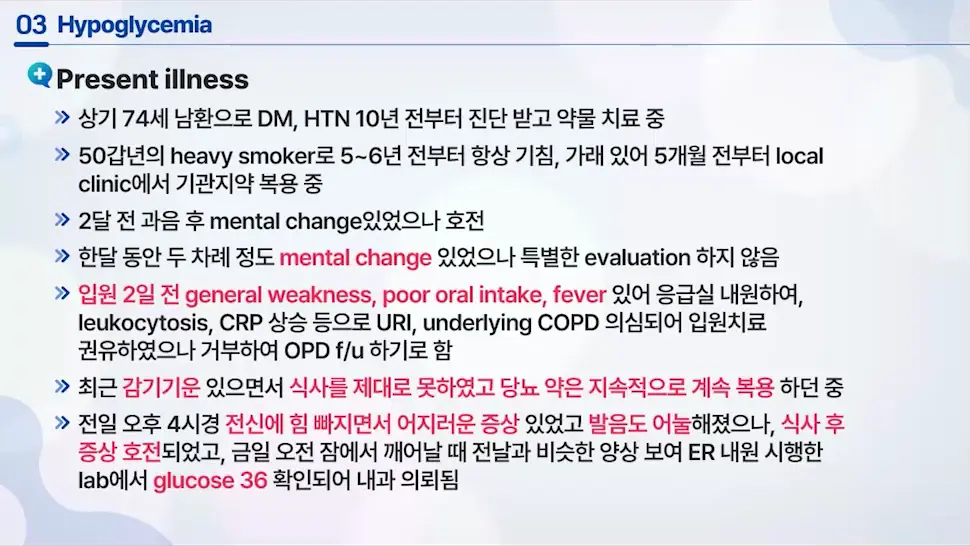 03 Hypoglycemia
Present illness
상기 74세 남환으로 DM, HTN 10년 전부터 진단 받고 약물 치료 중
50갑년의 heavy smoker로 5~6년 전부터 항상 기침, 가래 있어 5개월 전부터 local
clinic에서 기관지약 복용 중
2달 전 과음 후 mental change있었으나 호전
한달 동안 두 차례 정도 mental change 있었으나 특별한 evaluation 하지 않음
입원 2일 전 general weakness, poor oral intake, fever 있어 응급실 내원하여,
leukocytosis, CRP 상승 등으로 URI, underlying COPD 의심되어 입원치료
권유하였으나 거부하여 OPD f/u 하기로 함
최근 감기기운 있으면서 식사를 제대로 못하였고 당뇨 약은 지속적으로 계속 복용 하던 중
전일 오후 4시경 전신에 힘 빠지면서 어지러운 증상 있었고 발음도 어눌해졌으나, 식사 후
증상 호전되었고, 금일 오전 잠에서 깨어날 때 전날과 비슷한 양상 보여 ER 내원 시행한
lab에서 glucose 36 확인되어 내과 의뢰됨